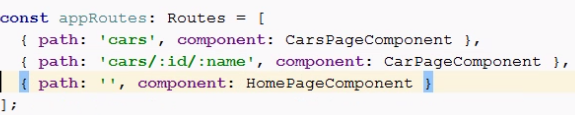 const appRoutes: Routes = [
{ path: 'cars', component: CarsPageComponent },
{ path: 'cars/:id/:name', component: CarPageComponent },
{ path: '', component: HomePageComponent }
];